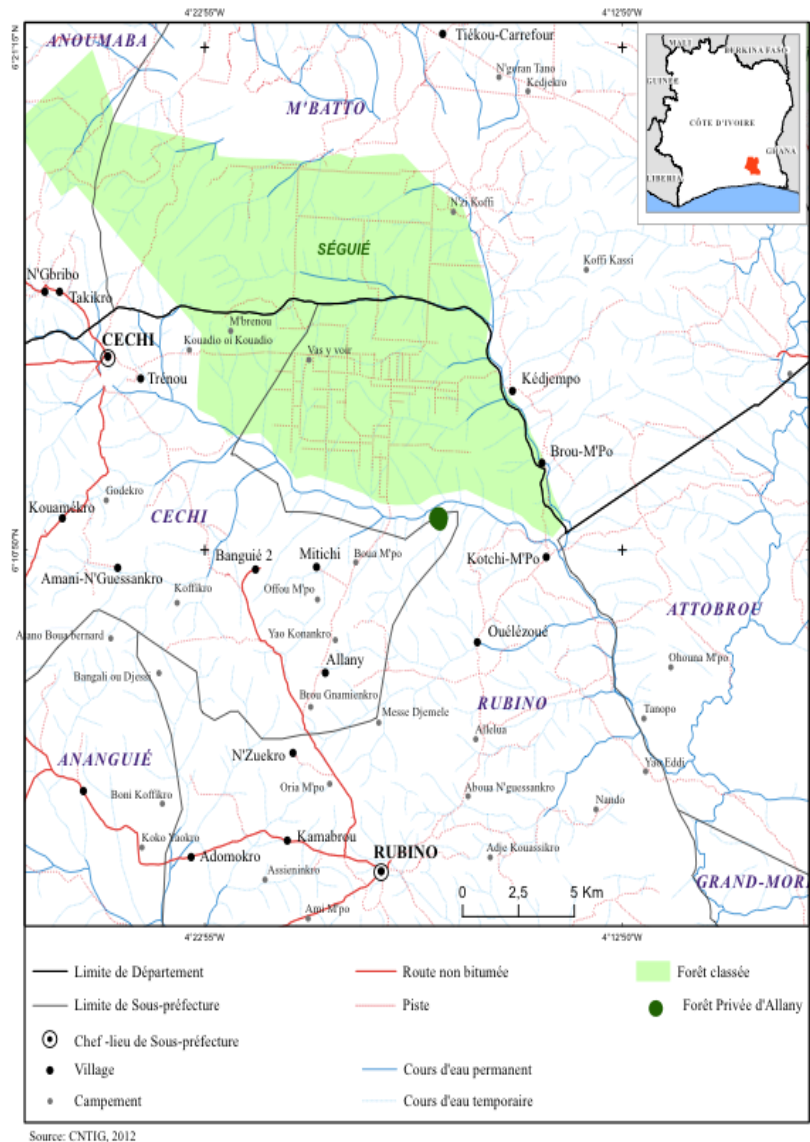 4°22'55"W
4°12'50"W
6°21'15"N
ANOUMABA
Tiékou-Carrefour
N'guran Tano
Kedjekro
M'BATTO
MALI
BURKINA FASO
GUINEE
CÔTE D'IVOIRE
GHANA
LIBERIA
N'zi Koffi
SÉGUIÉ
Koffi Kassi
N'Gbribo
Takikro
M'brenou
CECHI
Kouadio oi Kouadio
Vas y voir
Trénou
Kédjempo
Brou-M'Po
Godekro
Kouamékro
CECHI
6°10'50"N
Banguié 2
Mitichi
Boua M'po
Kotchi-M'Po
Amani-N'Guessankro
Koffikro
Offou M'po
ATTOBROU
Yao Konankro
Ouélézoué
Bangali ou Djessi
Allany
Ohouna M'po
Brou Gnamienkro
Messe Djemele
RUBINO
Tanopo
Allelua
ANANGUIÉ
N'Zuekro
Yao Eddi
Oria M'po
Aboua N'guessankro
Boni Koffikro
Nando
Koko Yaokro
Kamabrou
Adomokro
RUBINO
Adje Kouassikro
Assieninkro
GRAND-MOR
Ami M'po
0 2,5 5 Km
4°22'55"W
4°12'50"W
Limite de Département
Route non bitumée
Forêt classée
Limite de Sous-préfecture
Piste
Forêt Privée d'Allany
Chef -lieu de Sous-préfecture
Village
Cours d'eau permanent
Campement
Cours d'eau temporaire
Source: CNTIG, 2012